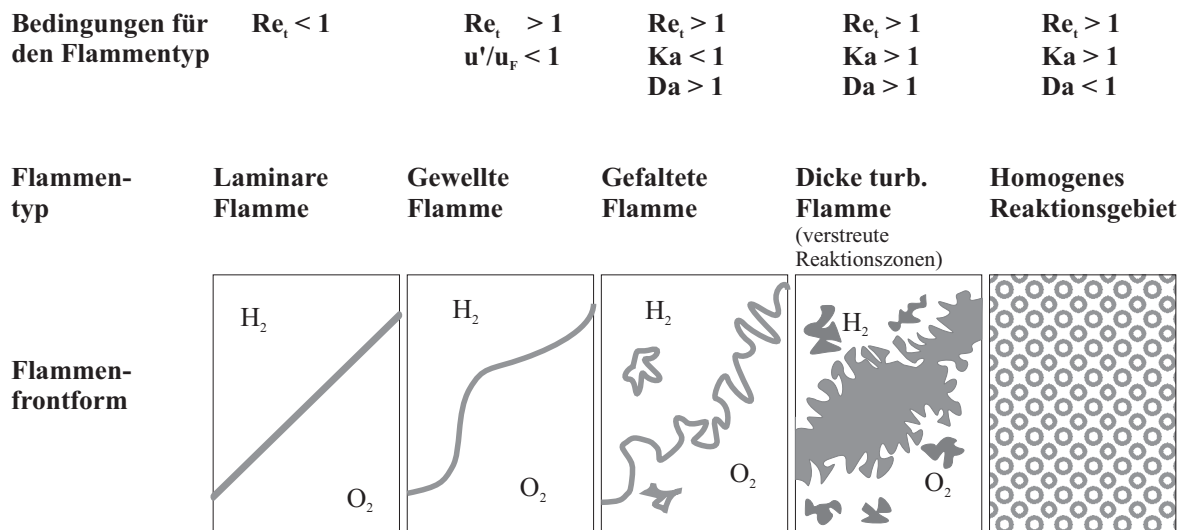 Bedingungen für den Flammentyp
Re_t < 1
Re_t > 1
u'/u_F < 1
Re_t > 1
Ka < 1
Da > 1
Re_t > 1
Ka > 1
Da > 1
Re_t > 1
Ka > 1
Da < 1
Flammen-
typ
Laminare
Flamme
Gewellte
Flamme
Gefaltete
Flamme
Dicke turb.
Flamme
(verstreute
Reaktionszonen)
Homogenes
Reaktionsgebiet
Flammen-
frontform
H₂
O₂
H₂
O₂
H₂
O₂
H₂
O₂